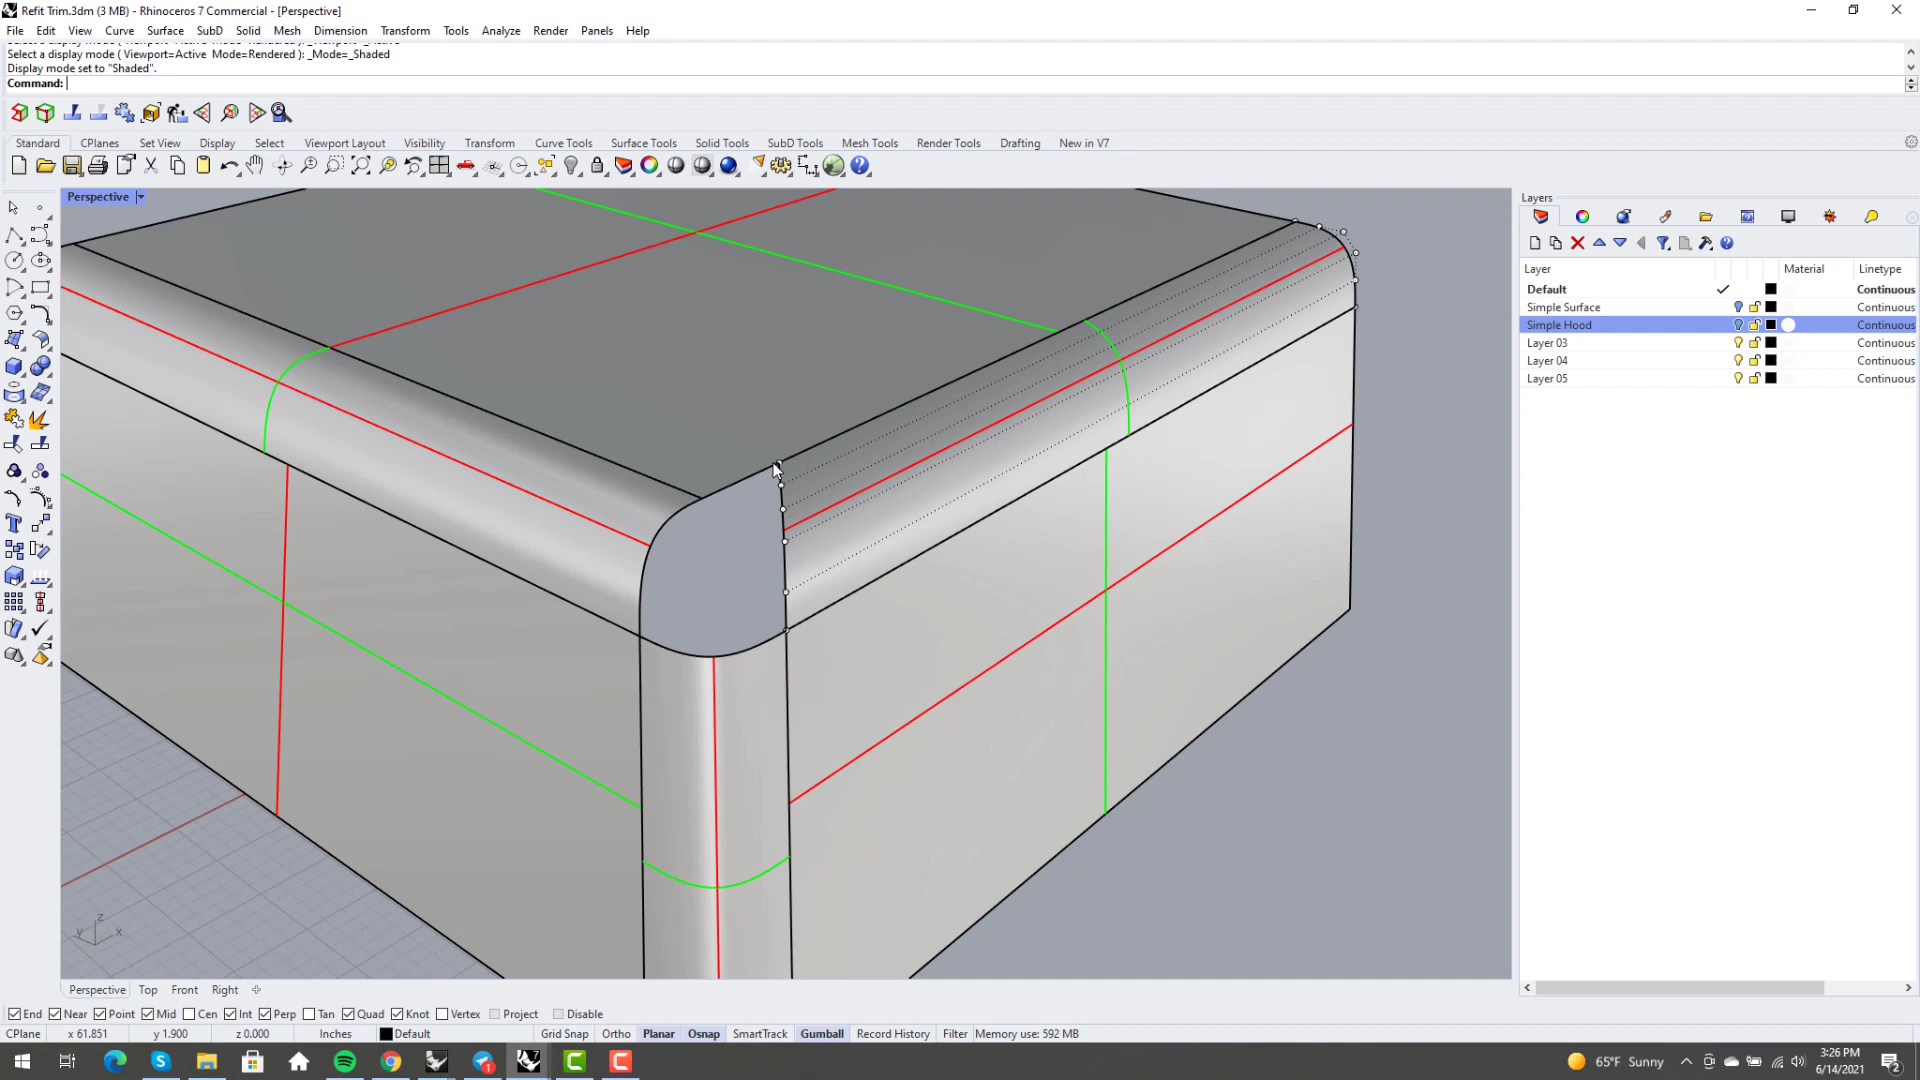 Refit Trim.3dm (3 MB) - Rhinoceros 7 Commercial - [Perspective]
File Edit View Curve Surface SubD Solid Mesh Dimension Transform Tools Analyze Render Panels Help
Select a display mode ( Viewport=Active Mode=Rendered ): _Mode=_Shaded
Display mode set to "Shaded".
Command:
Standard CPlanes Set View Display Select Viewport Layout Visibility Transform Curve Tools Surface Tools Solid Tools SubD Tools Mesh Tools Render Tools Drafting New in V7
Perspective
Layers
Layer Material Linetype
Default Continuous
Simple Surface Continuous
Simple Hood Continuous
Layer 03 Continuous
Layer 04 Continuous
Layer 05 Continuous
z
y x
Perspective Top Front Right
End Near Point Mid Cen Int Perp Tan Quad Knot Vertex Project Disable
CPlane x 61.851 y 1.900 z 0.000 Inches Default Grid Snap Ortho Planar Osnap SmartTrack Gumball Record History Filter Memory use: 592 MB
65°F Sunny
3:26 PM
6/14/2021